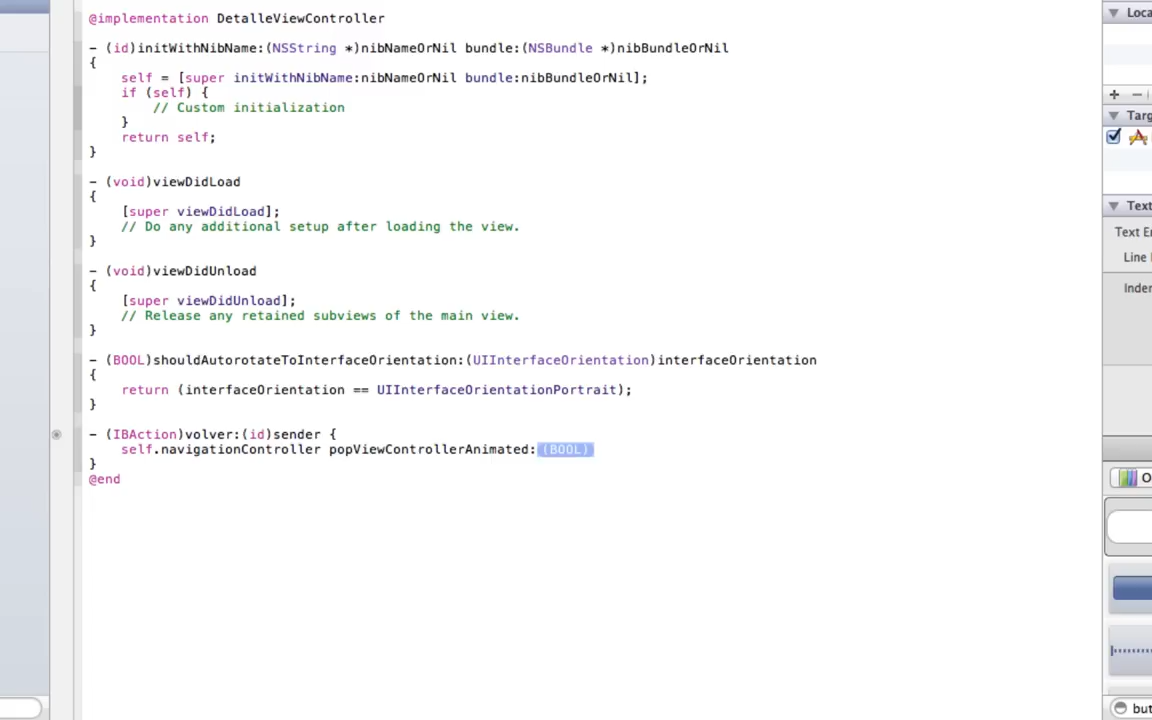 @implementation DetalleViewController
- (id)initWithNibName:(NSString *)nibNameOrNil bundle:(NSBundle *)nibBundleOrNil
{
self = [super initWithNibName:nibNameOrNil bundle:nibBundleOrNil];
if (self) {
// Custom initialization
}
return self;
}
- (void)viewDidLoad
{
[super viewDidLoad];
// Do any additional setup after loading the view.
}
- (void)viewDidUnload
{
[super viewDidUnload];
// Release any retained subviews of the main view.
}
- (BOOL)shouldAutorotateToInterfaceOrientation:(UIInterfaceOrientation)interfaceOrientation
{
return (interfaceOrientation == UIInterfaceOrientationPortrait);
}
- (IBAction)volver:(id)sender {
self.navigationController popViewControllerAnimated:(BOOL)
}
@end
Loca
+ −
Targ
Text
Text E
Line
Inder
O
but